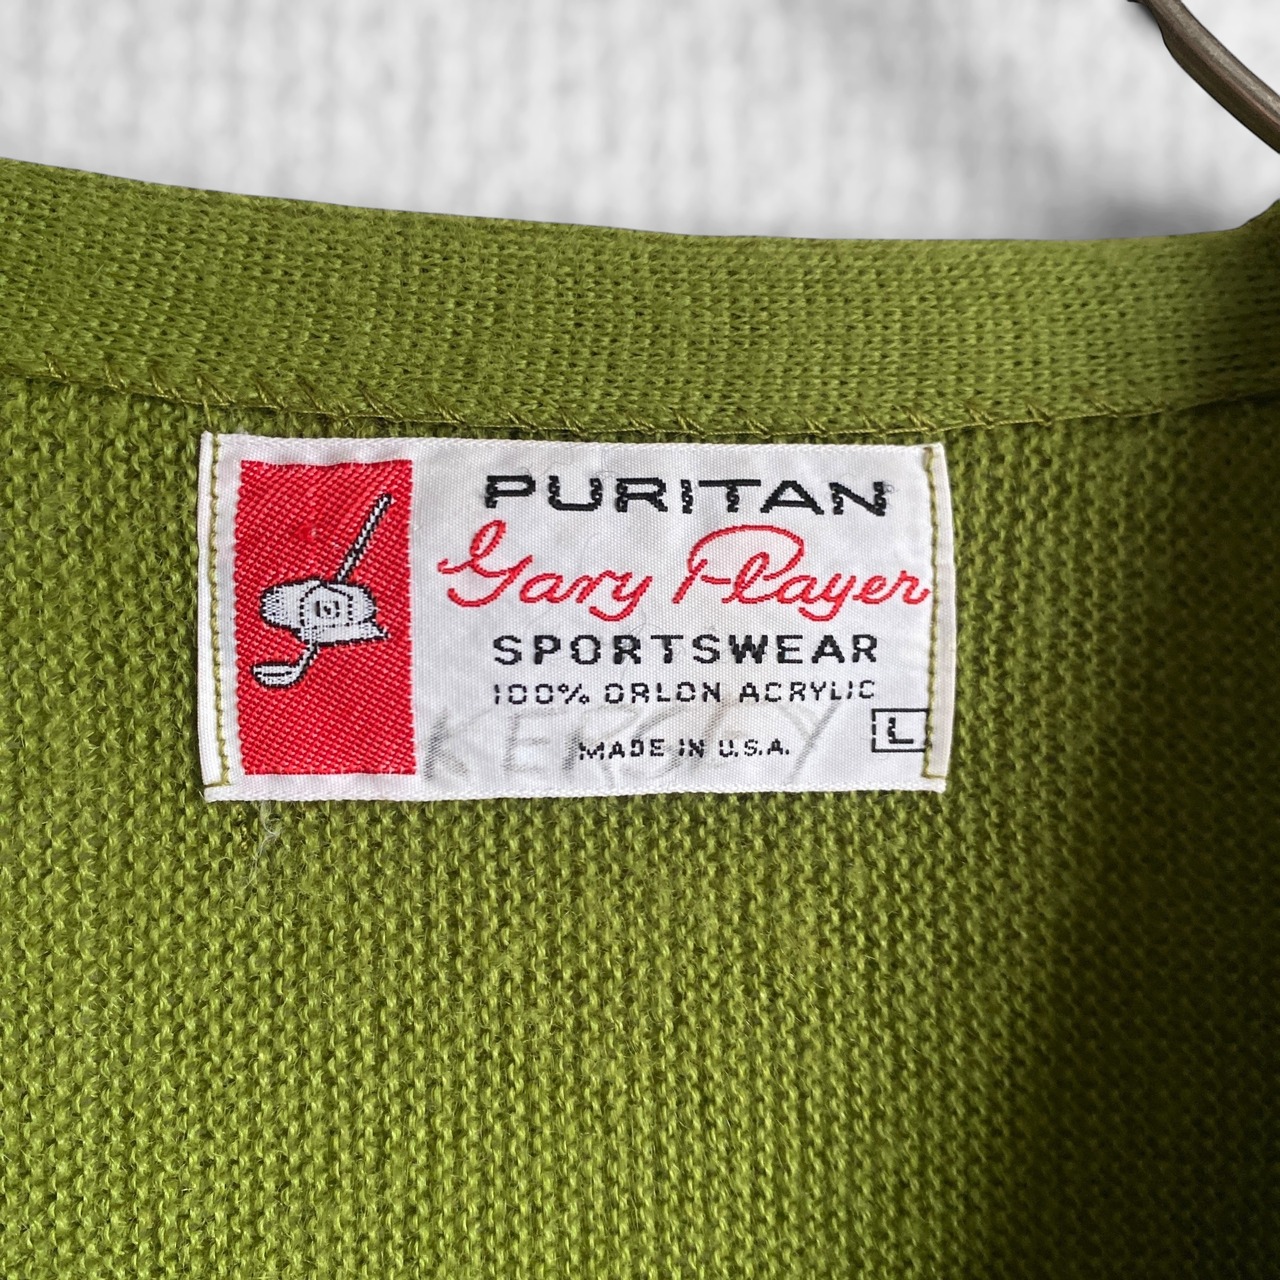 PURITAN
Gary Player
SPORTSWEAR
100% ORLON ACRYLIC
L
MADE IN U.S.A.